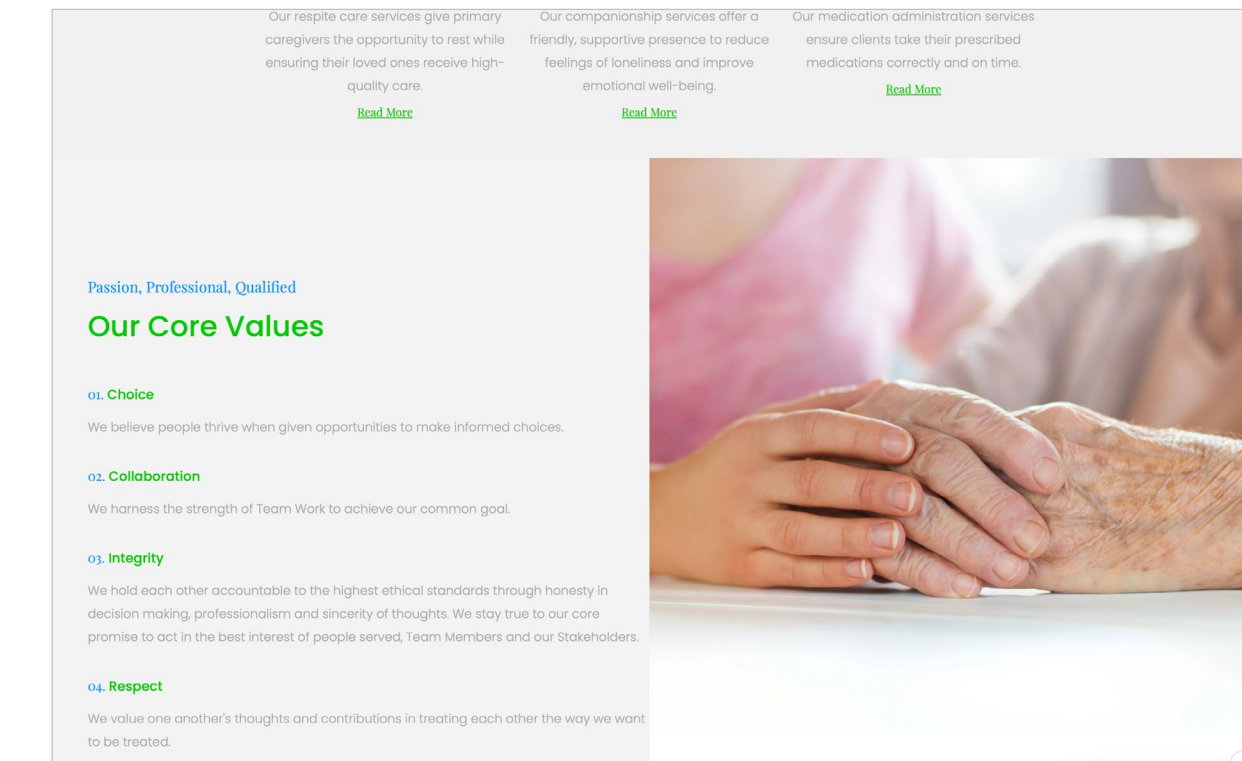 Our respite care services give primary
caregivers the opportunity to rest while
ensuring their loved ones receive high-
quality care.
Read More
Our companionship services offer a
friendly, supportive presence to reduce
feelings of loneliness and improve
emotional well-being.
Read More
Our medication administration services
ensure clients take their prescribed
medications correctly and on time.
Read More
Passion, Professional, Qualified
Our Core Values
01. Choice
We believe people thrive when given opportunities to make informed choices.
02. Collaboration
We harness the strength of Team Work to achieve our common goal.
03. Integrity
We hold each other accountable to the highest ethical standards through honesty in
decision making, professionalism and sincerity of thoughts. We stay true to our core
promise to act in the best interest of people served, Team Members and our Stakeholders.
04. Respect
We value one another's thoughts and contributions in treating each other the way we want
to be treated.